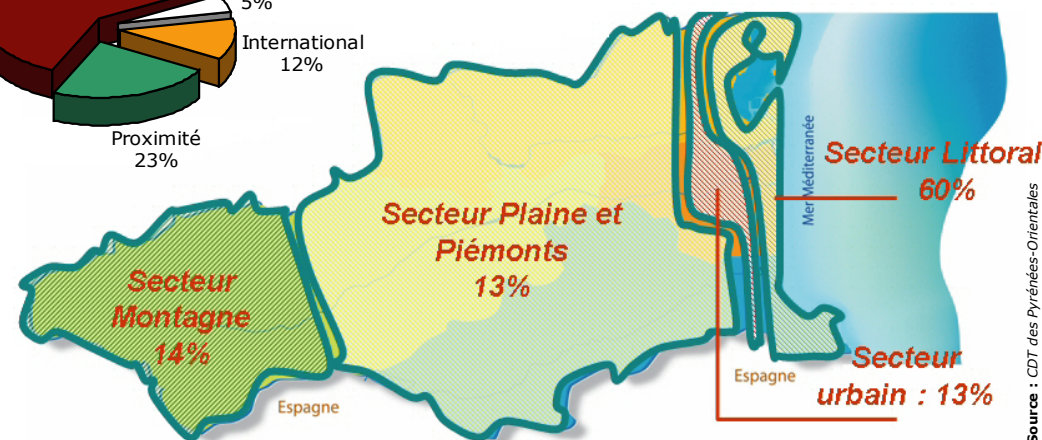 5%
International
12%
Proximité
23%
Mer Méditerranée
Secteur Littoral
60%
Secteur Plaine et
Piémonts
13%
Secteur
Montagne
14%
Secteur
urbain : 13%
Espagne
Espagne
Source : CDT des Pyrénées-Orientales